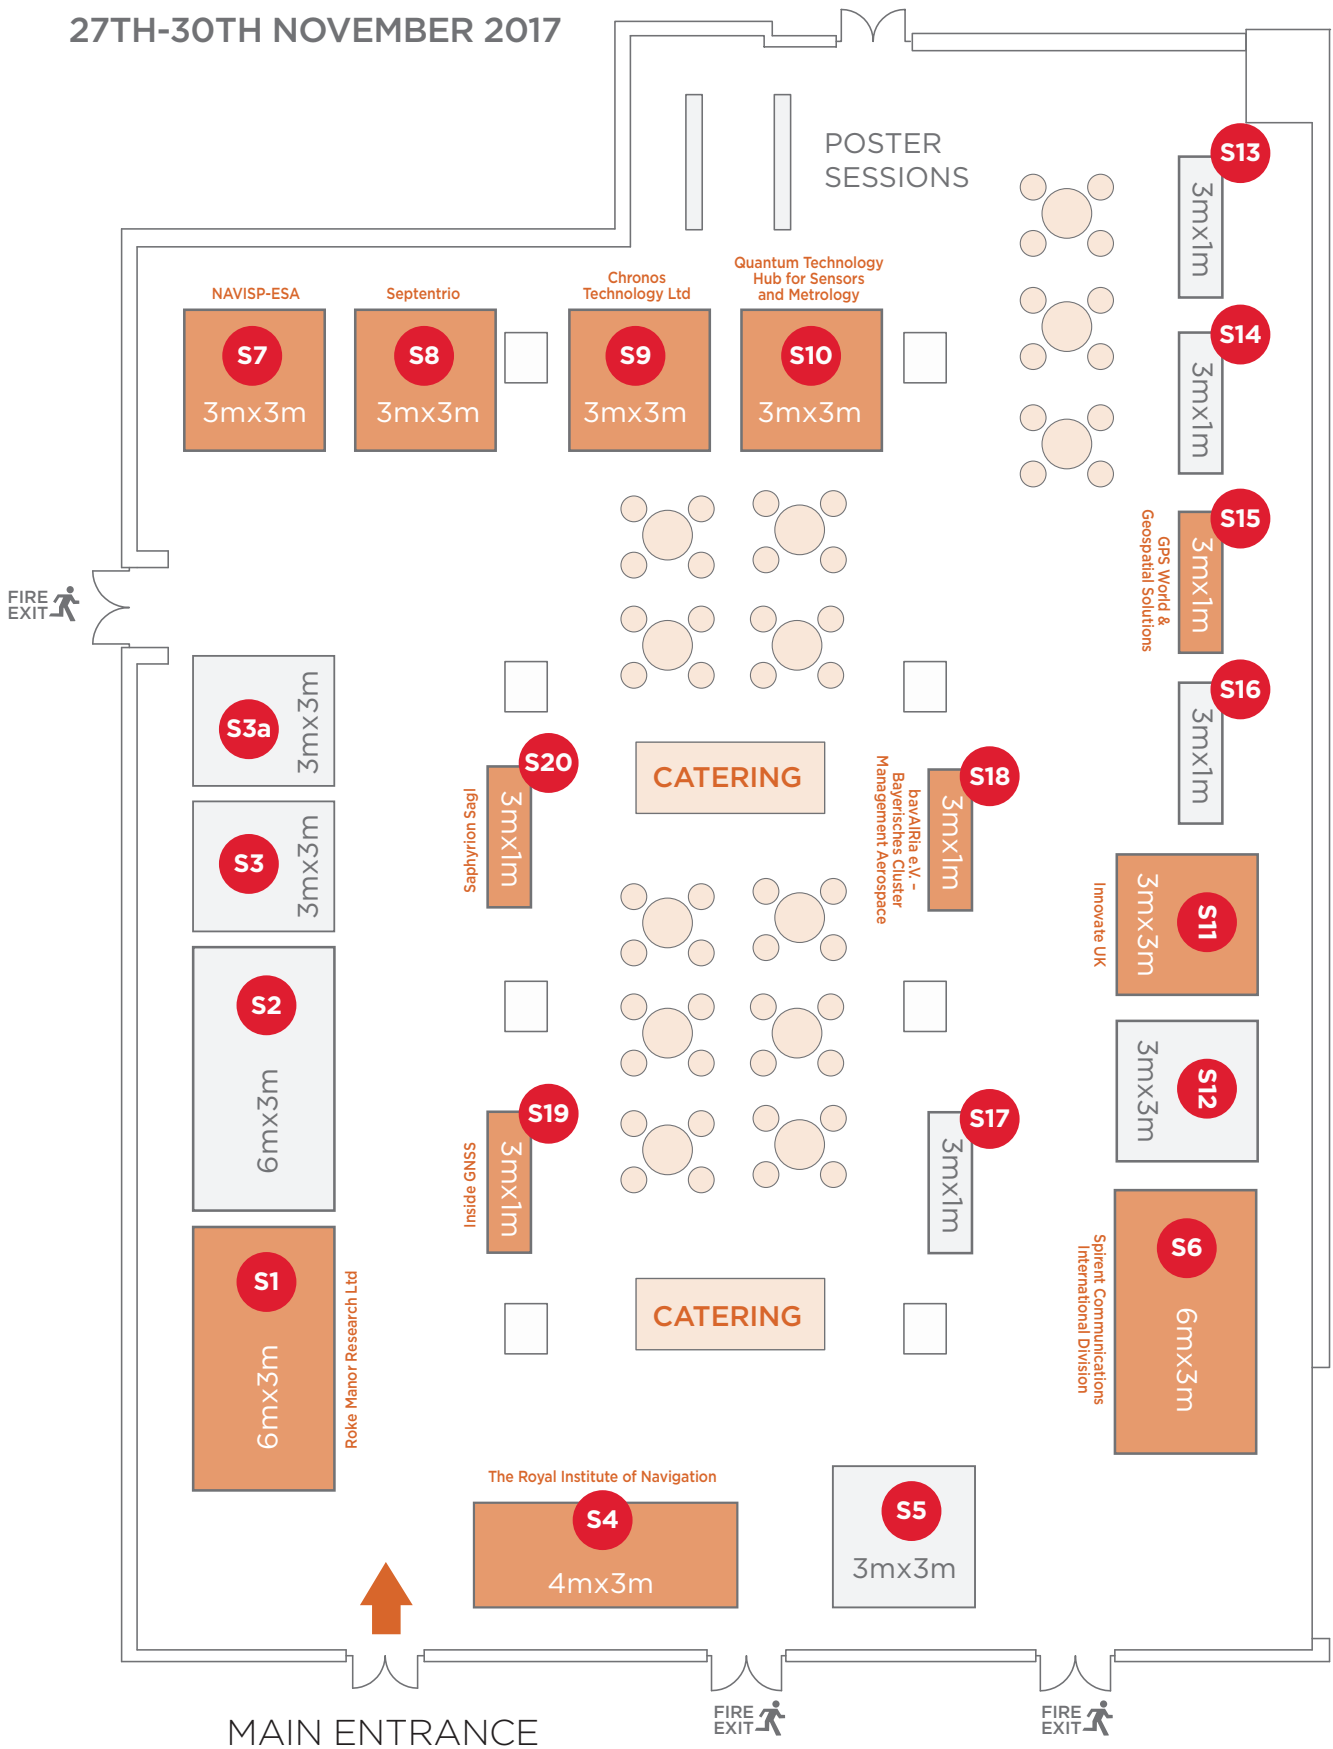 27TH-30TH NOVEMBER 2017
POSTER
SESSIONS
S13
3mx1m
NAVISP-ESA
S7
3mx3m
Septentrio
S8
3mx3m
Chronos
Technology Ltd
S9
3mx3m
Quantum Technology
Hub for Sensors
and Metrology
S10
3mx3m
S14
3mx1m
S15
3mx1m
GPS World &
Geospatial Solutions
FIRE
EXIT
S3a
3mx3m
S16
3mx1m
S20
3mx1m
Saphyrion Sagl
CATERING
S18
3mx1m
bavAIRia e.V. -
Bayerisches Cluster
Management Aerospace
S3
3mx3m
S11
3mx3m
Innovate UK
S2
6mx3m
S12
3mx3m
S19
3mx1m
Inside GNSS
S17
3mx1m
S1
6mx3m
Roke Manor Research Ltd
CATERING
S6
6mx3m
Spirent Communications
International Division
The Royal Institute of Navigation
S4
4mx3m
S5
3mx3m
MAIN ENTRANCE
FIRE
EXIT
FIRE
EXIT